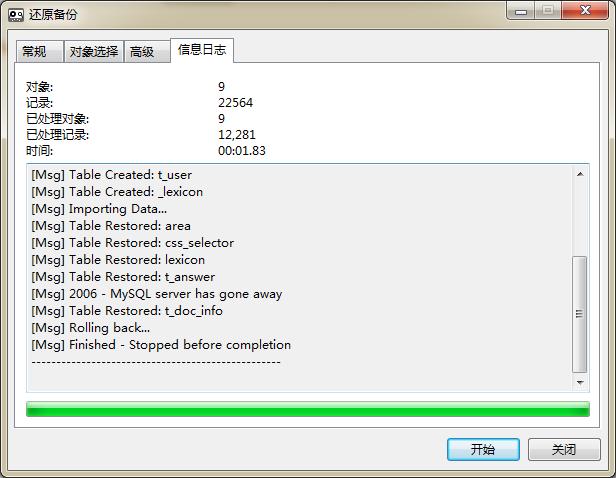 还原备份
常规 对象选择 高级 信息日志
对象: 9
记录: 22564
已处理对象: 9
已处理记录: 12,281
时间: 00:01.83
[Msg] Table Created: t_user
[Msg] Table Created: _lexicon
[Msg] Importing Data...
[Msg] Table Restored: area
[Msg] Table Restored: css_selector
[Msg] Table Restored: lexicon
[Msg] Table Restored: t_answer
[Msg] 2006 - MySQL server has gone away
[Msg] Table Restored: t_doc_info
[Msg] Rolling back...
[Msg] Finished - Stopped before completion
--------------------------------------------------
开始 关闭